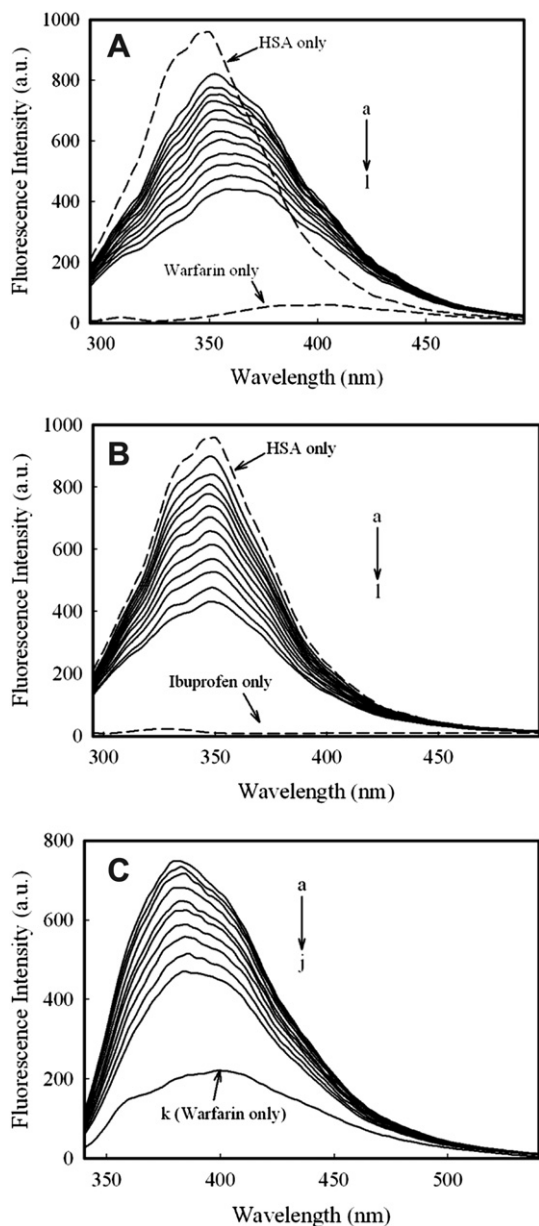 A
HSA only
a
l
Warfarin only
1000
800
600
400
200
0
Fluorescence Intensity (a.u.)
300 350 400 450
Wavelength (nm)
B
HSA only
a
l
Ibuprofen only
1000
800
600
400
200
0
Fluorescence Intensity (a.u.)
300 350 400 450
Wavelength (nm)
C
a
j
k (Warfarin only)
800
600
400
200
0
Fluorescence Intensity (a.u.)
350 400 450 500
Wavelength (nm)